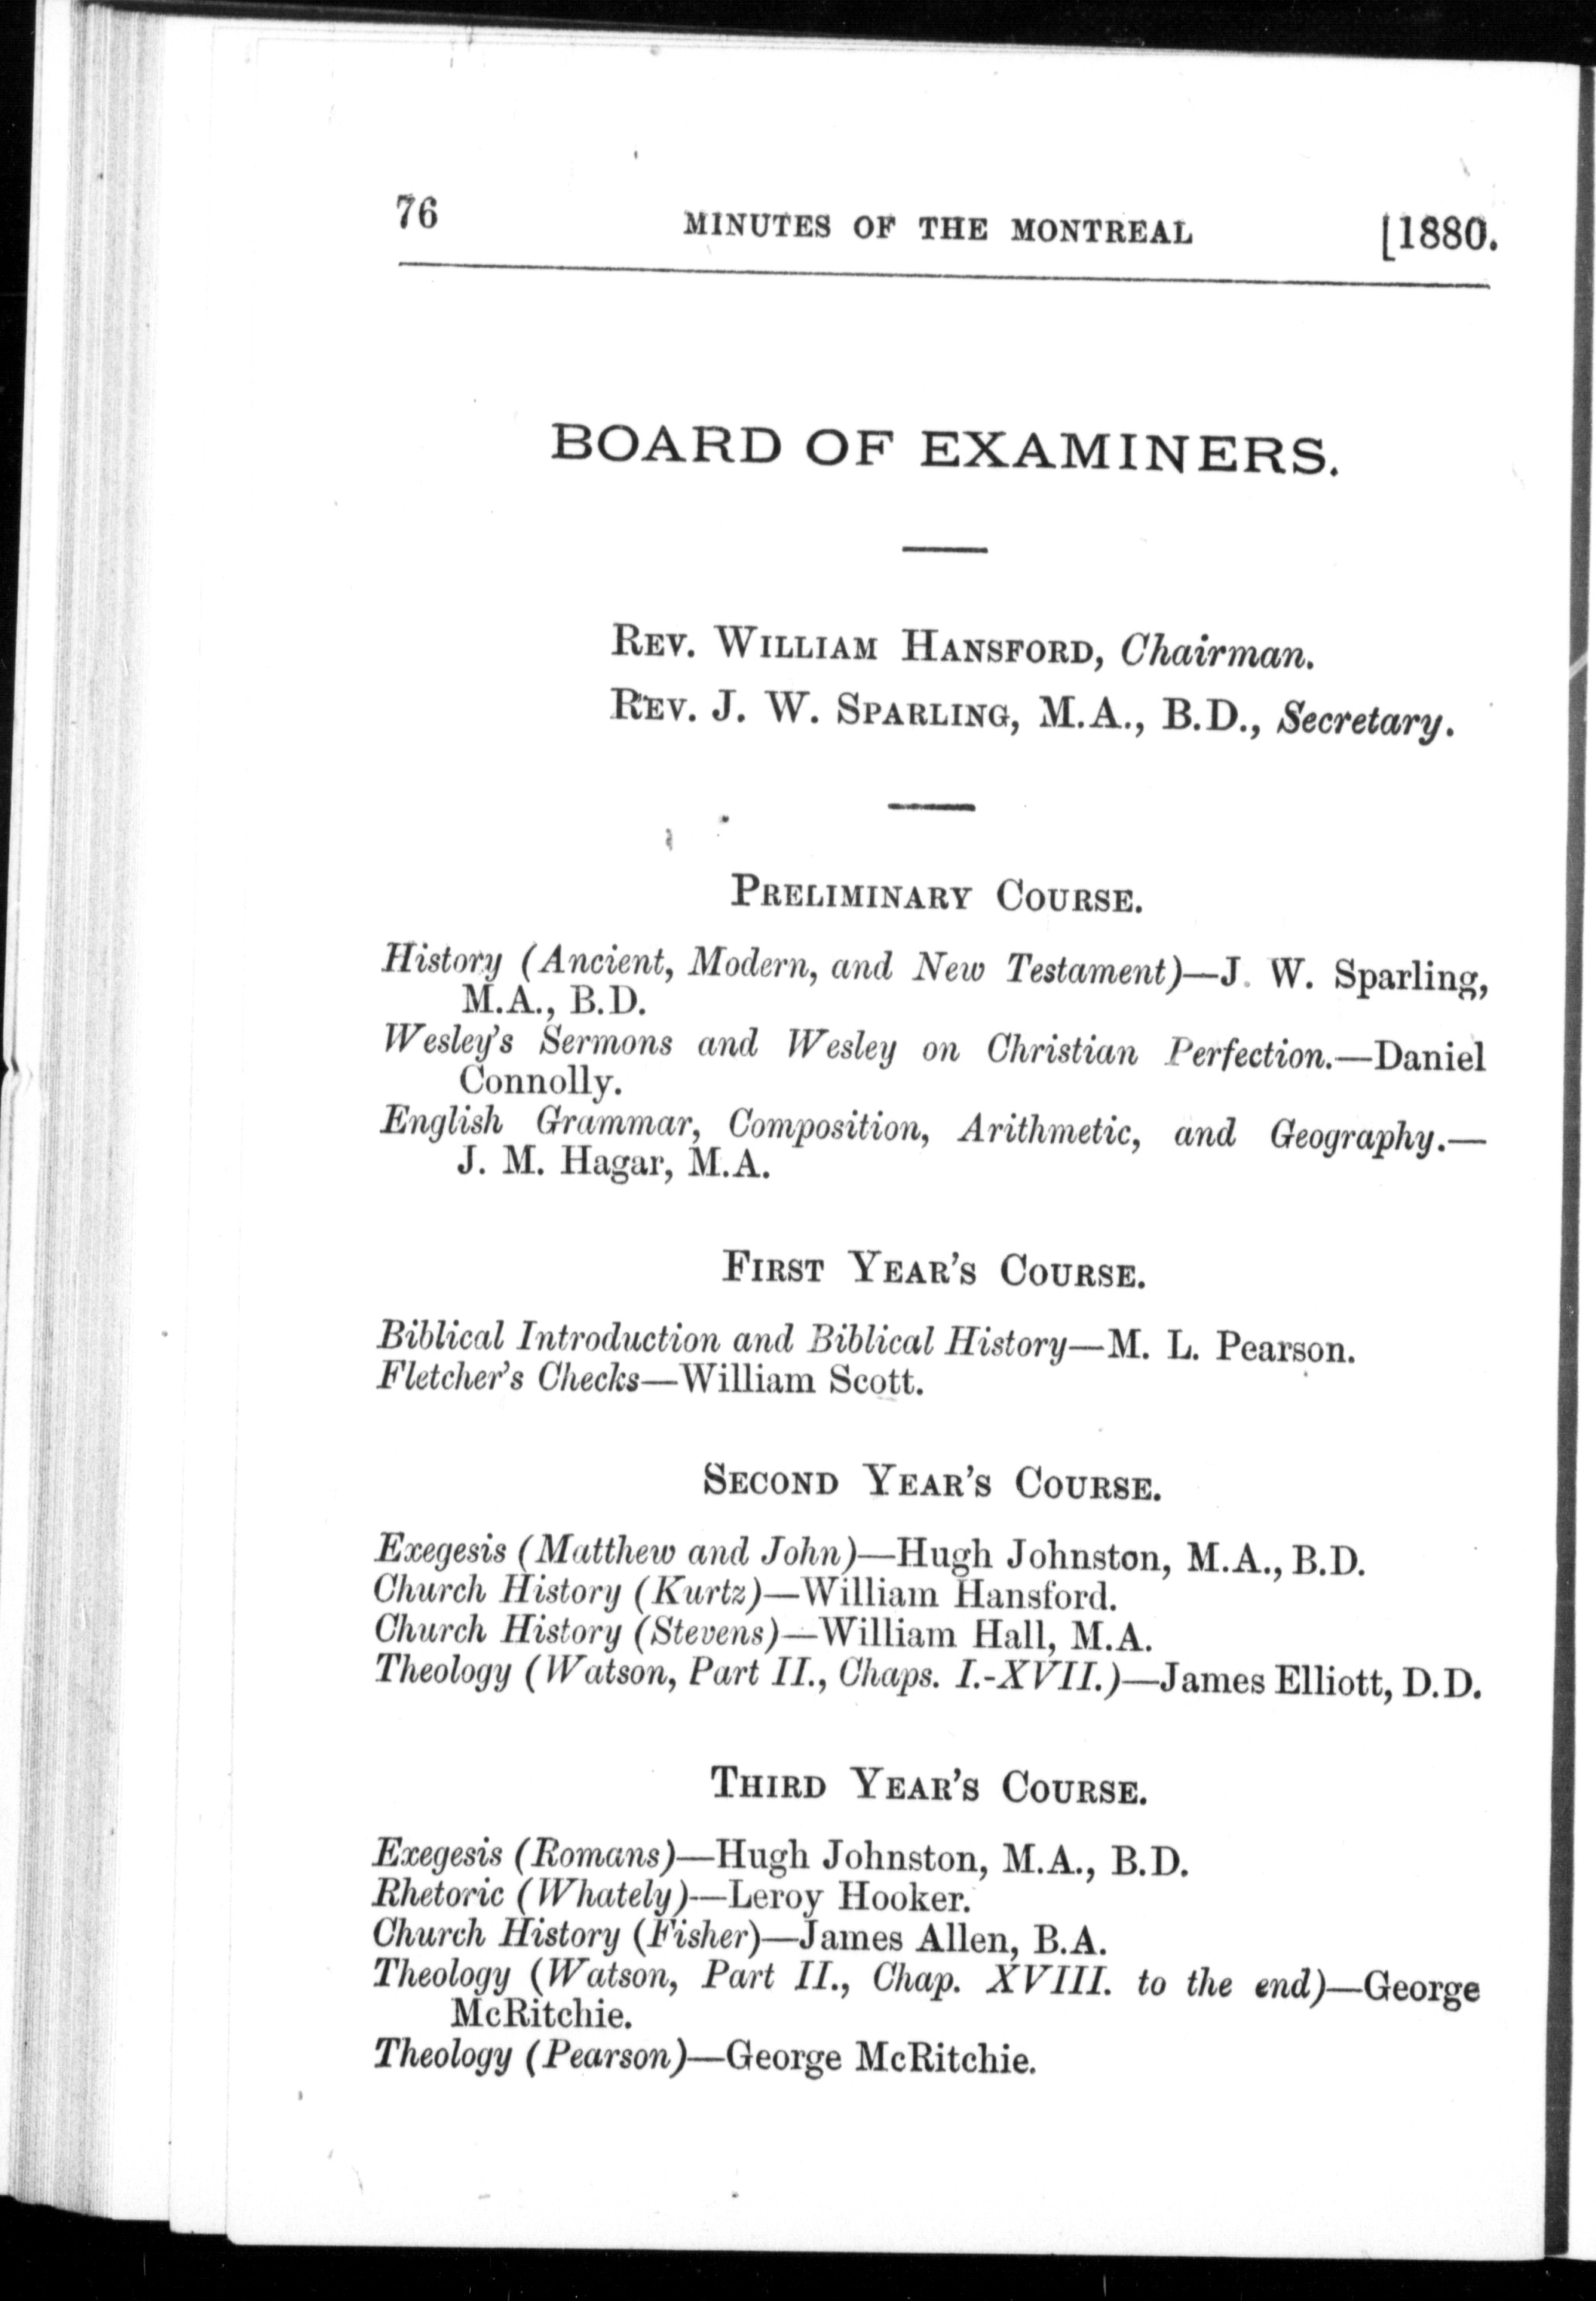 76 MINUTES OF THE MONTREAL [1880.
BOARD OF EXAMINERS.
REV. WILLIAM HANSFORD, Chairman.
REV. J. W. SPARLING, M.A., B.D., Secretary.
PRELIMINARY COURSE.
History (Ancient, Modern, and New Testament)—J. W. Sparling,
M.A., B.D.
Wesley's Sermons and Wesley on Christian Perfection.—Daniel
Connolly.
English Grammar, Composition, Arithmetic, and Geography.—
J. M. Hagar, M.A.
FIRST YEAR'S COURSE.
Biblical Introduction and Biblical History—M. L. Pearson.
Fletcher's Checks—William Scott.
SECOND YEAR'S COURSE.
Exegesis (Matthew and John)—Hugh Johnston, M.A., B.D.
Church History (Kurtz)—William Hansford.
Church History (Stevens)—William Hall, M.A.
Theology (Watson, Part II., Chaps. I.-XVII.)—James Elliott, D.D.
THIRD YEAR'S COURSE.
Exegesis (Romans)—Hugh Johnston, M.A., B.D.
Rhetoric (Whately)—Leroy Hooker.
Church History (Fisher)—James Allen, B.A.
Theology (Watson, Part II., Chap. XVIII. to the end)—George
McRitchie.
Theology (Pearson)—George McRitchie.